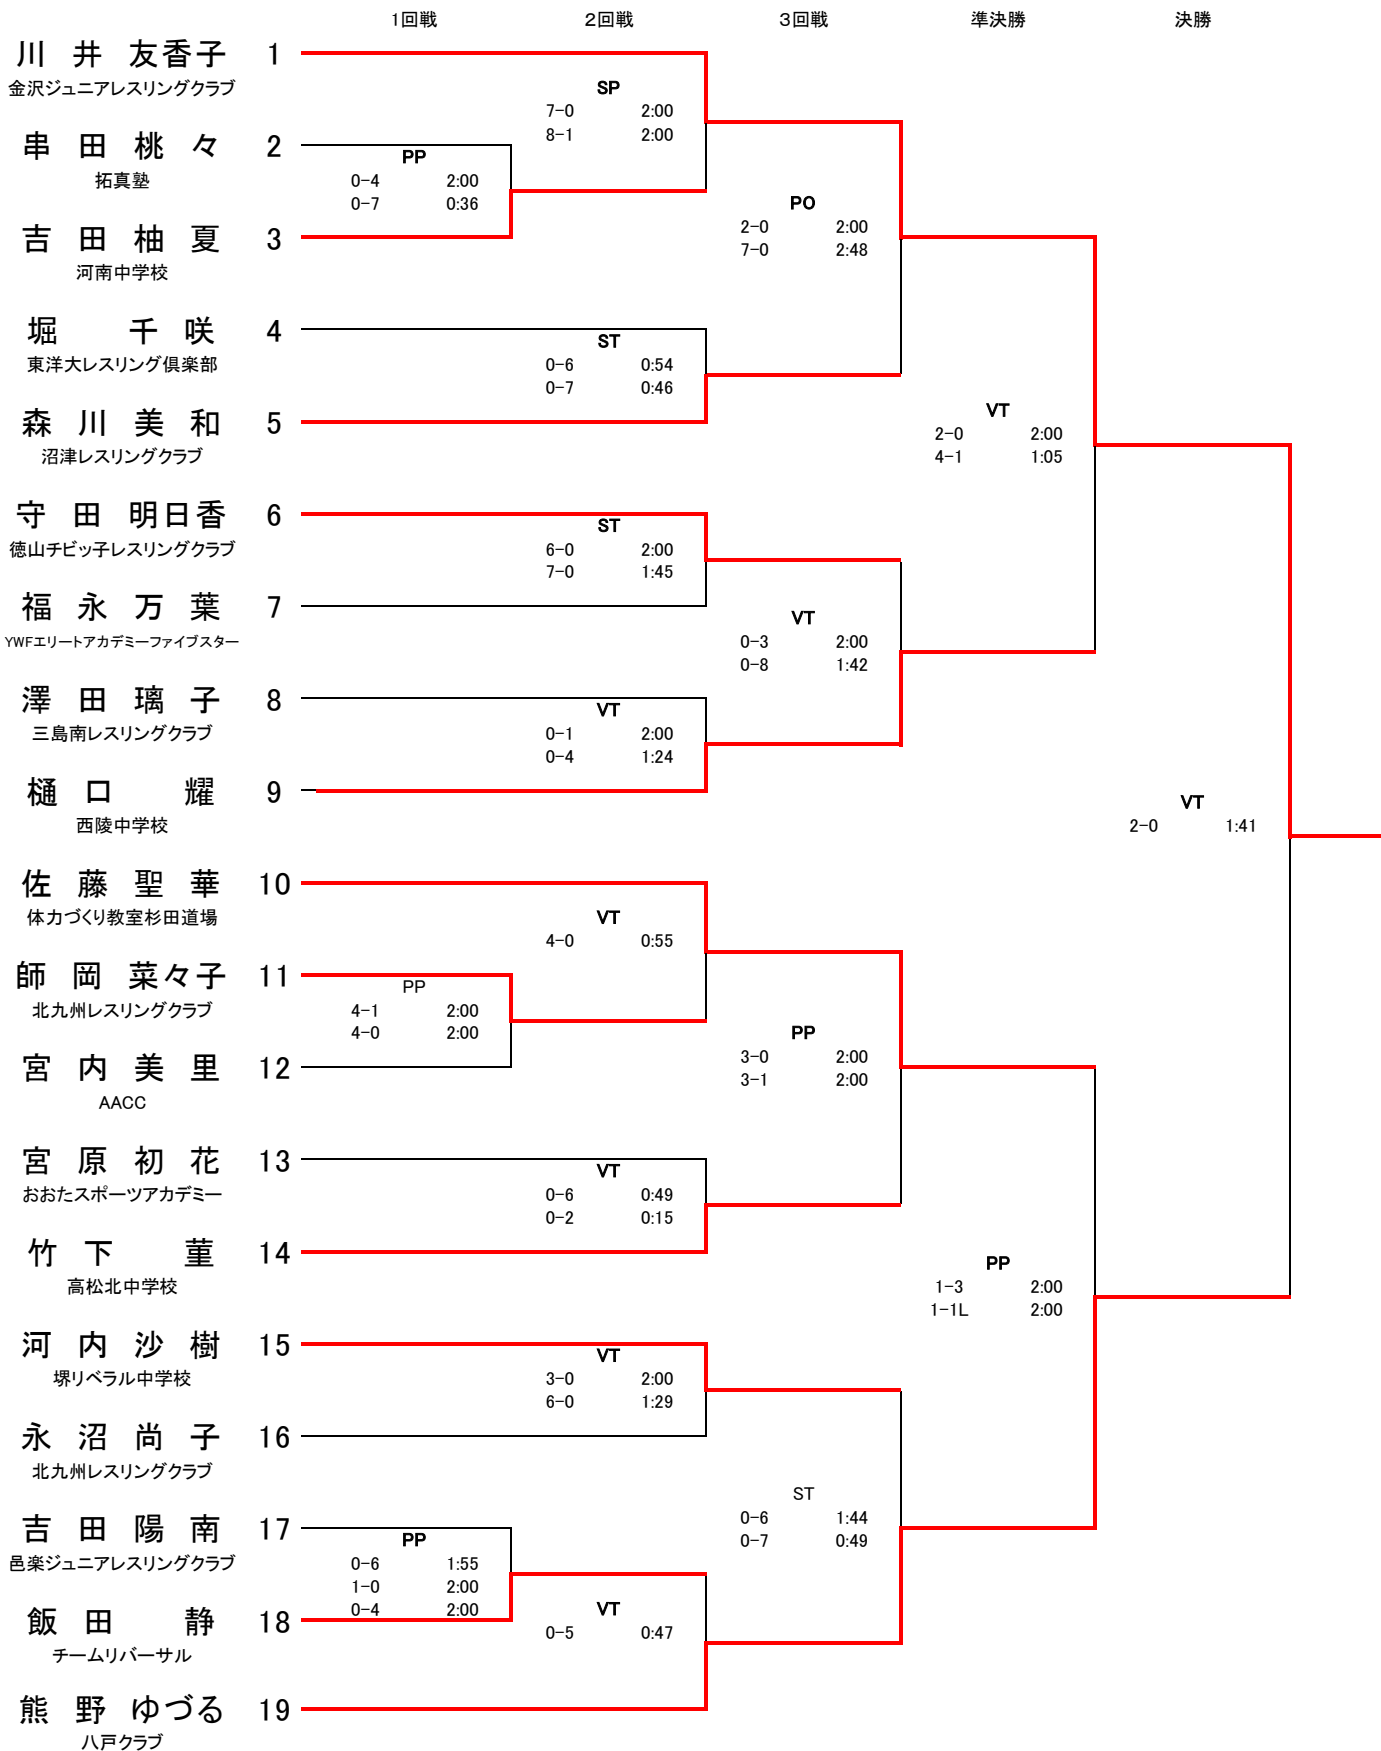 1回戦 2回戦 3回戦 準決勝 決勝
川 井 友香子 1
金沢ジュニアレスリングクラブ
SP
7-0 2:00
8-1 2:00
串 田 桃 々 2
拓真塾
PP
0-4 2:00
0-7 0:36
吉 田 柚 夏 3
河南中学校
PO
2-0 2:00
7-0 2:48
堀 千 咲 4
東洋大レスリング倶楽部
ST
0-6 0:54
0-7 0:46
森 川 美 和 5
沼津レスリングクラブ
VT
2-0 2:00
4-1 1:05
守 田 明日香 6
徳山チビッ子レスリングクラブ
ST
6-0 2:00
7-0 1:45
福 永 万 葉 7
YWFエリートアカデミーファイブスター
VT
0-3 2:00
0-8 1:42
澤 田 璃 子 8
三島南レスリングクラブ
VT
0-1 2:00
0-4 1:24
樋 口 耀 9
西陵中学校
VT
2-0 1:41
佐 藤 聖 華 10
体力づくり教室杉田道場
VT
4-0 0:55
師 岡 菜々子 11
北九州レスリングクラブ
PP
4-1 2:00
4-0 2:00
宮 内 美 里 12
AACC
PP
3-0 2:00
3-1 2:00
宮 原 初 花 13
おおたスポーツアカデミー
VT
0-6 0:49
0-2 0:15
竹 下 菫 14
高松北中学校
PP
1-3 2:00
1-1L 2:00
河 内 沙 樹 15
堺リベラル中学校
VT
3-0 2:00
6-0 1:29
永 沼 尚 子 16
北九州レスリングクラブ
ST
0-6 1:44
0-7 0:49
吉 田 陽 南 17
邑楽ジュニアレスリングクラブ
PP
0-6 1:55
1-0 2:00
0-4 2:00
飯 田 静 18
チームリバーサル
VT
0-5 0:47
熊 野 ゆづる 19
八戸クラブ